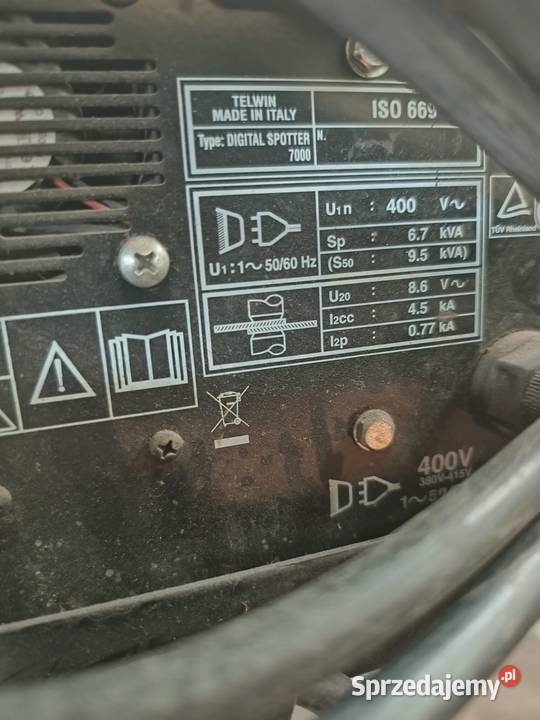 TELWIN
MADE IN ITALY
ISO 669
Type: DIGITAL SPOTTER
7000
N.
U1n : 400 V~
Sp : 6.7 kVA
(S50 : 9.5 kVA)
U1:1~ 50/60 Hz
TÜV Rheinland
U20 : 8.6 V~
I2cc : 4.5 kA
I2p : 0.77 kA
400V
380V-415V
Sprzedajemy.pl